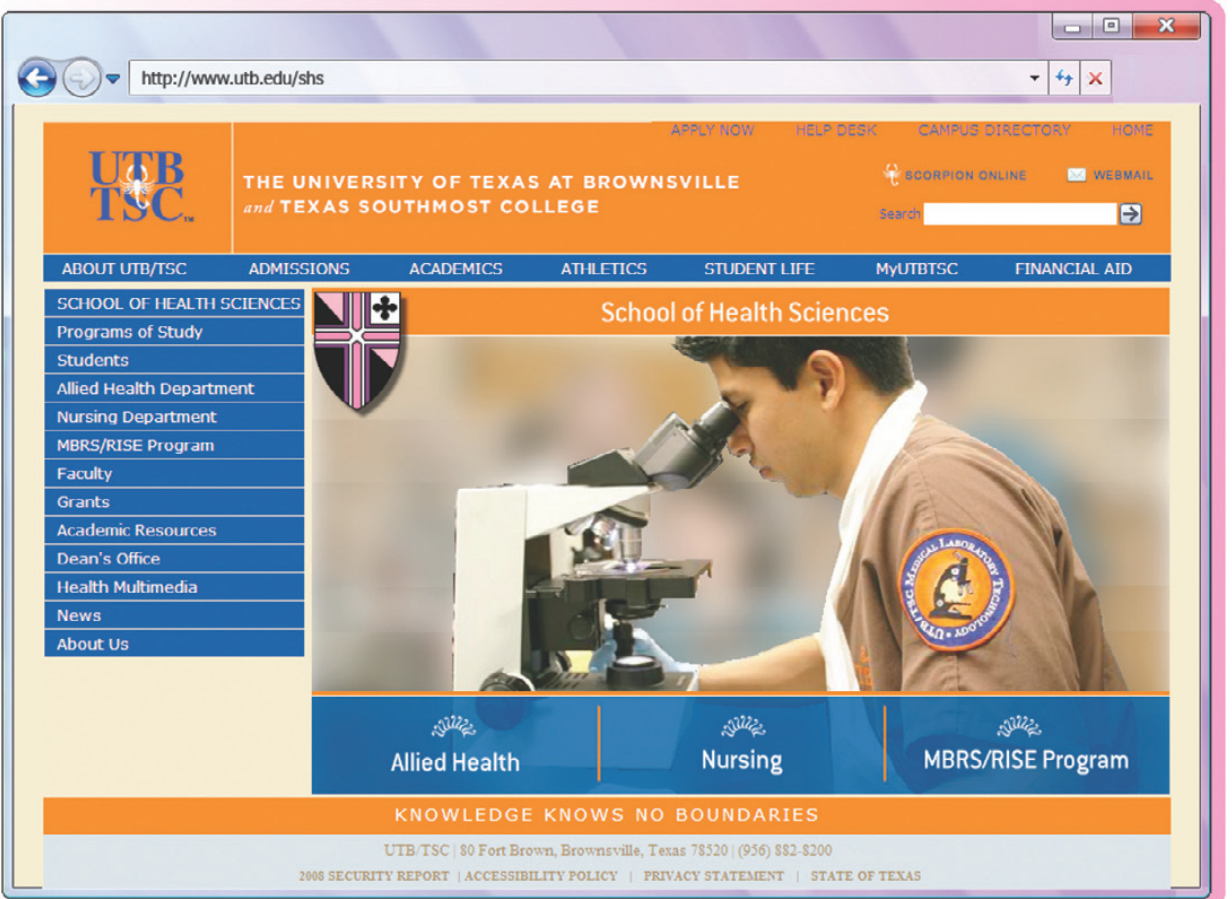 http://www.utb.edu/shs
APPLY NOW HELP DESK CAMPUS DIRECTORY HOME
UTB
TSC™
THE UNIVERSITY OF TEXAS AT BROWNSVILLE
and TEXAS SOUTHMOST COLLEGE
SCORPION ONLINE WEBMAIL
Search
ABOUT UTB/TSC ADMISSIONS ACADEMICS ATHLETICS STUDENT LIFE MyUTBTSC FINANCIAL AID
SCHOOL OF HEALTH SCIENCES
Programs of Study
Students
Allied Health Department
Nursing Department
MBRS/RISE Program
Faculty
Grants
Academic Resources
Dean's Office
Health Multimedia
News
About Us
School of Health Sciences
UTB/TSC MEDICAL LABORATORY TECHNOLOGY
Allied Health Nursing MBRS/RISE Program
KNOWLEDGE KNOWS NO BOUNDARIES
UTB/TSC | 80 Fort Brown, Brownsville, Texas 78520 | (956) 882-8200
2008 SECURITY REPORT | ACCESSIBILITY POLICY | PRIVACY STATEMENT | STATE OF TEXAS